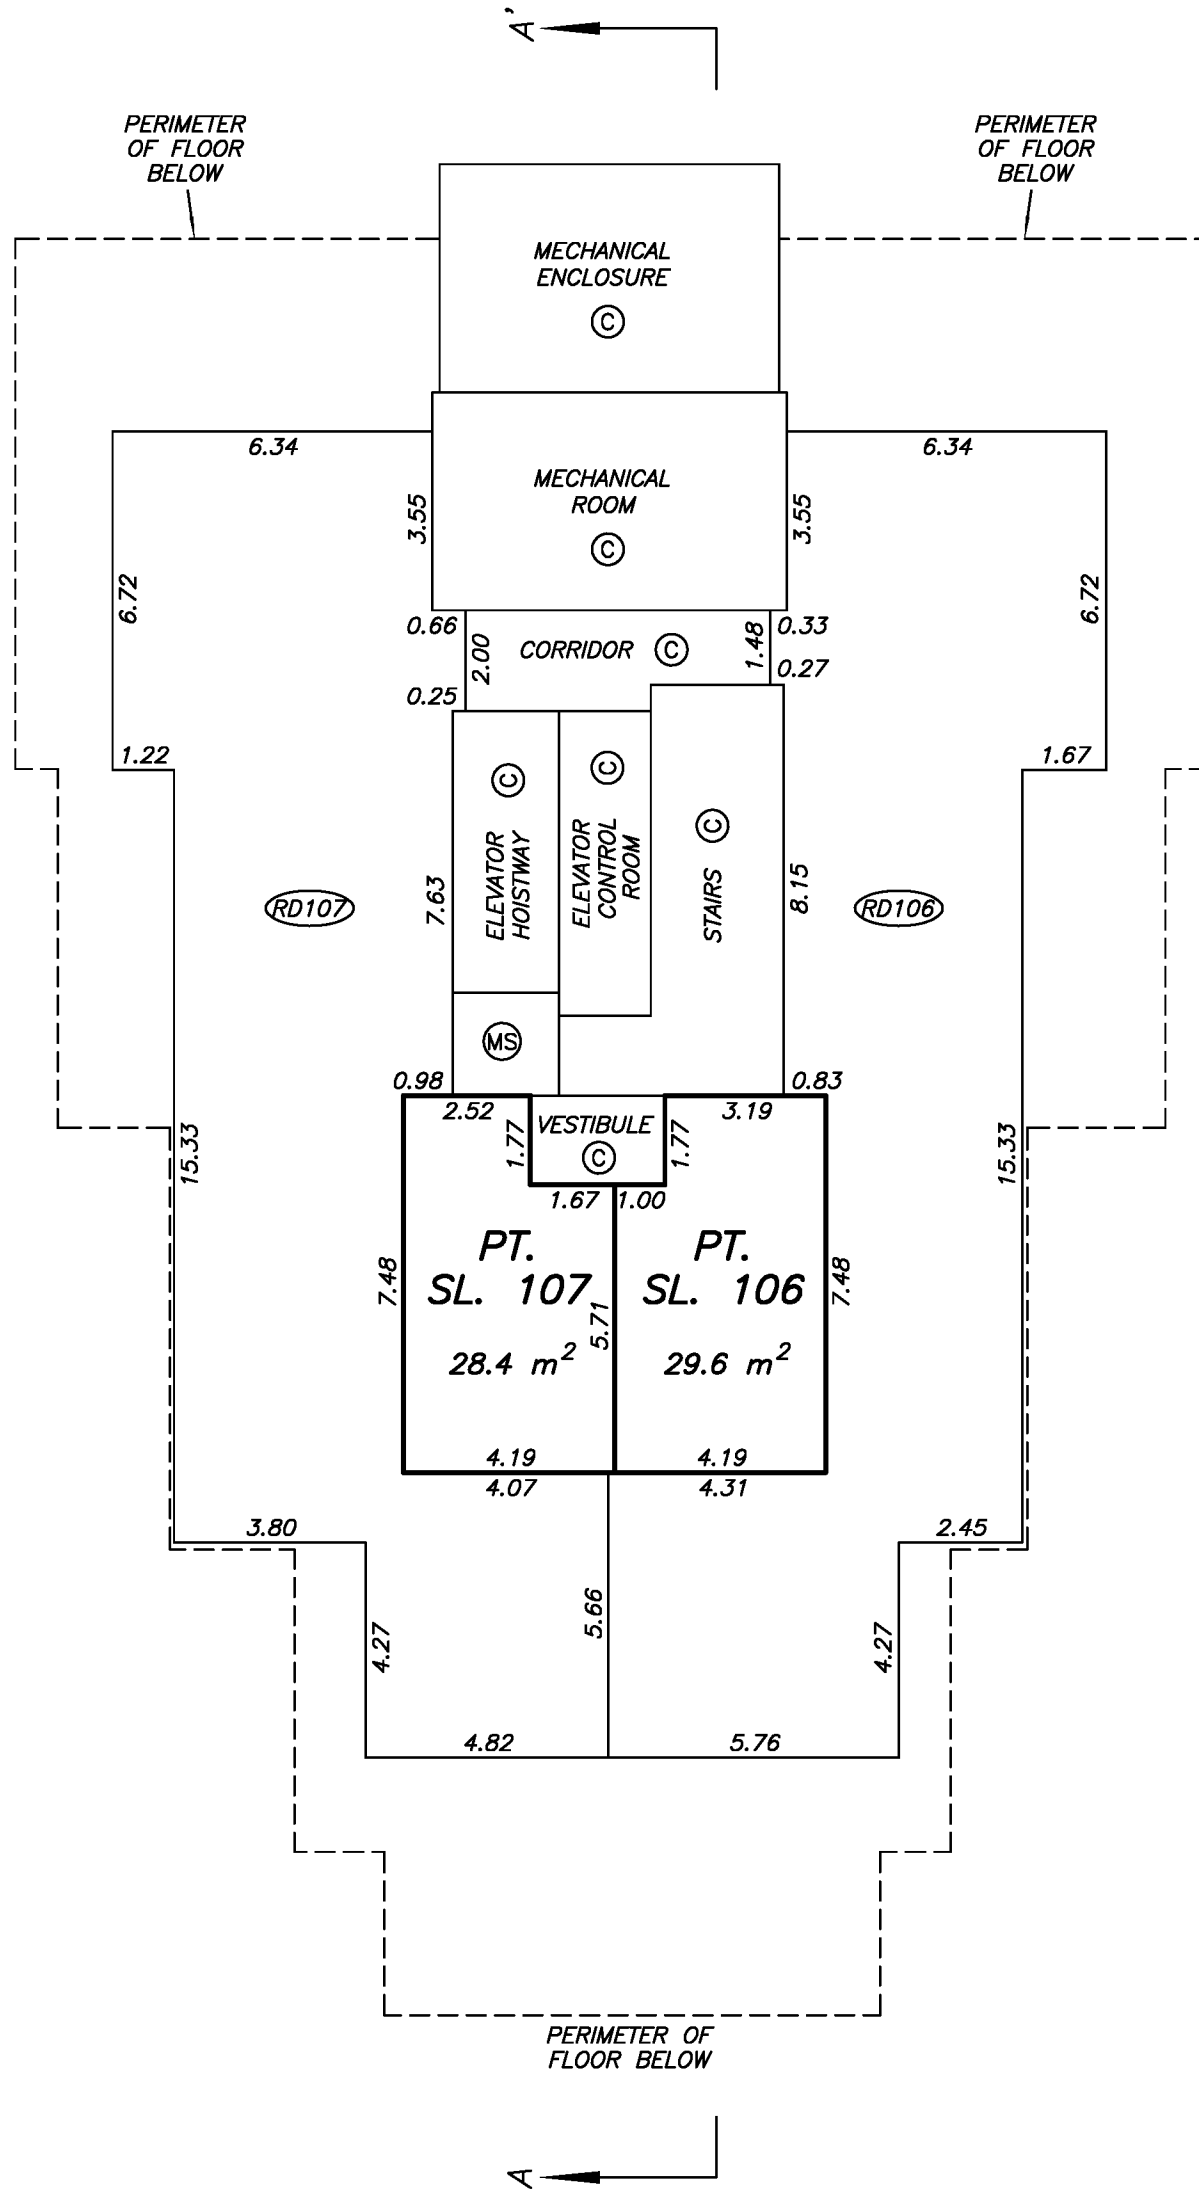 A'
PERIMETER
OF FLOOR
BELOW
PERIMETER
OF FLOOR
BELOW
MECHANICAL
ENCLOSURE
C
6.34
6.34
MECHANICAL
ROOM
C
3.55
3.55
6.72
6.72
0.66
2.00
CORRIDOR C
1.48
0.33
0.25
0.27
1.22
1.67
C
ELEVATOR
HOISTWAY
C
ELEVATOR
CONTROL
ROOM
C
STAIRS
7.63
8.15
RD107
RD106
MS
0.98
0.83
2.52
3.19
1.77
VESTIBULE
C
1.77
15.33
15.33
1.67
1.00
PT.
SL. 107
28.4 m²
PT.
SL. 106
29.6 m²
7.48
5.71
7.48
4.19
4.19
4.07
4.31
3.80
2.45
5.66
4.27
4.27
4.82
5.76
PERIMETER OF
FLOOR BELOW
A